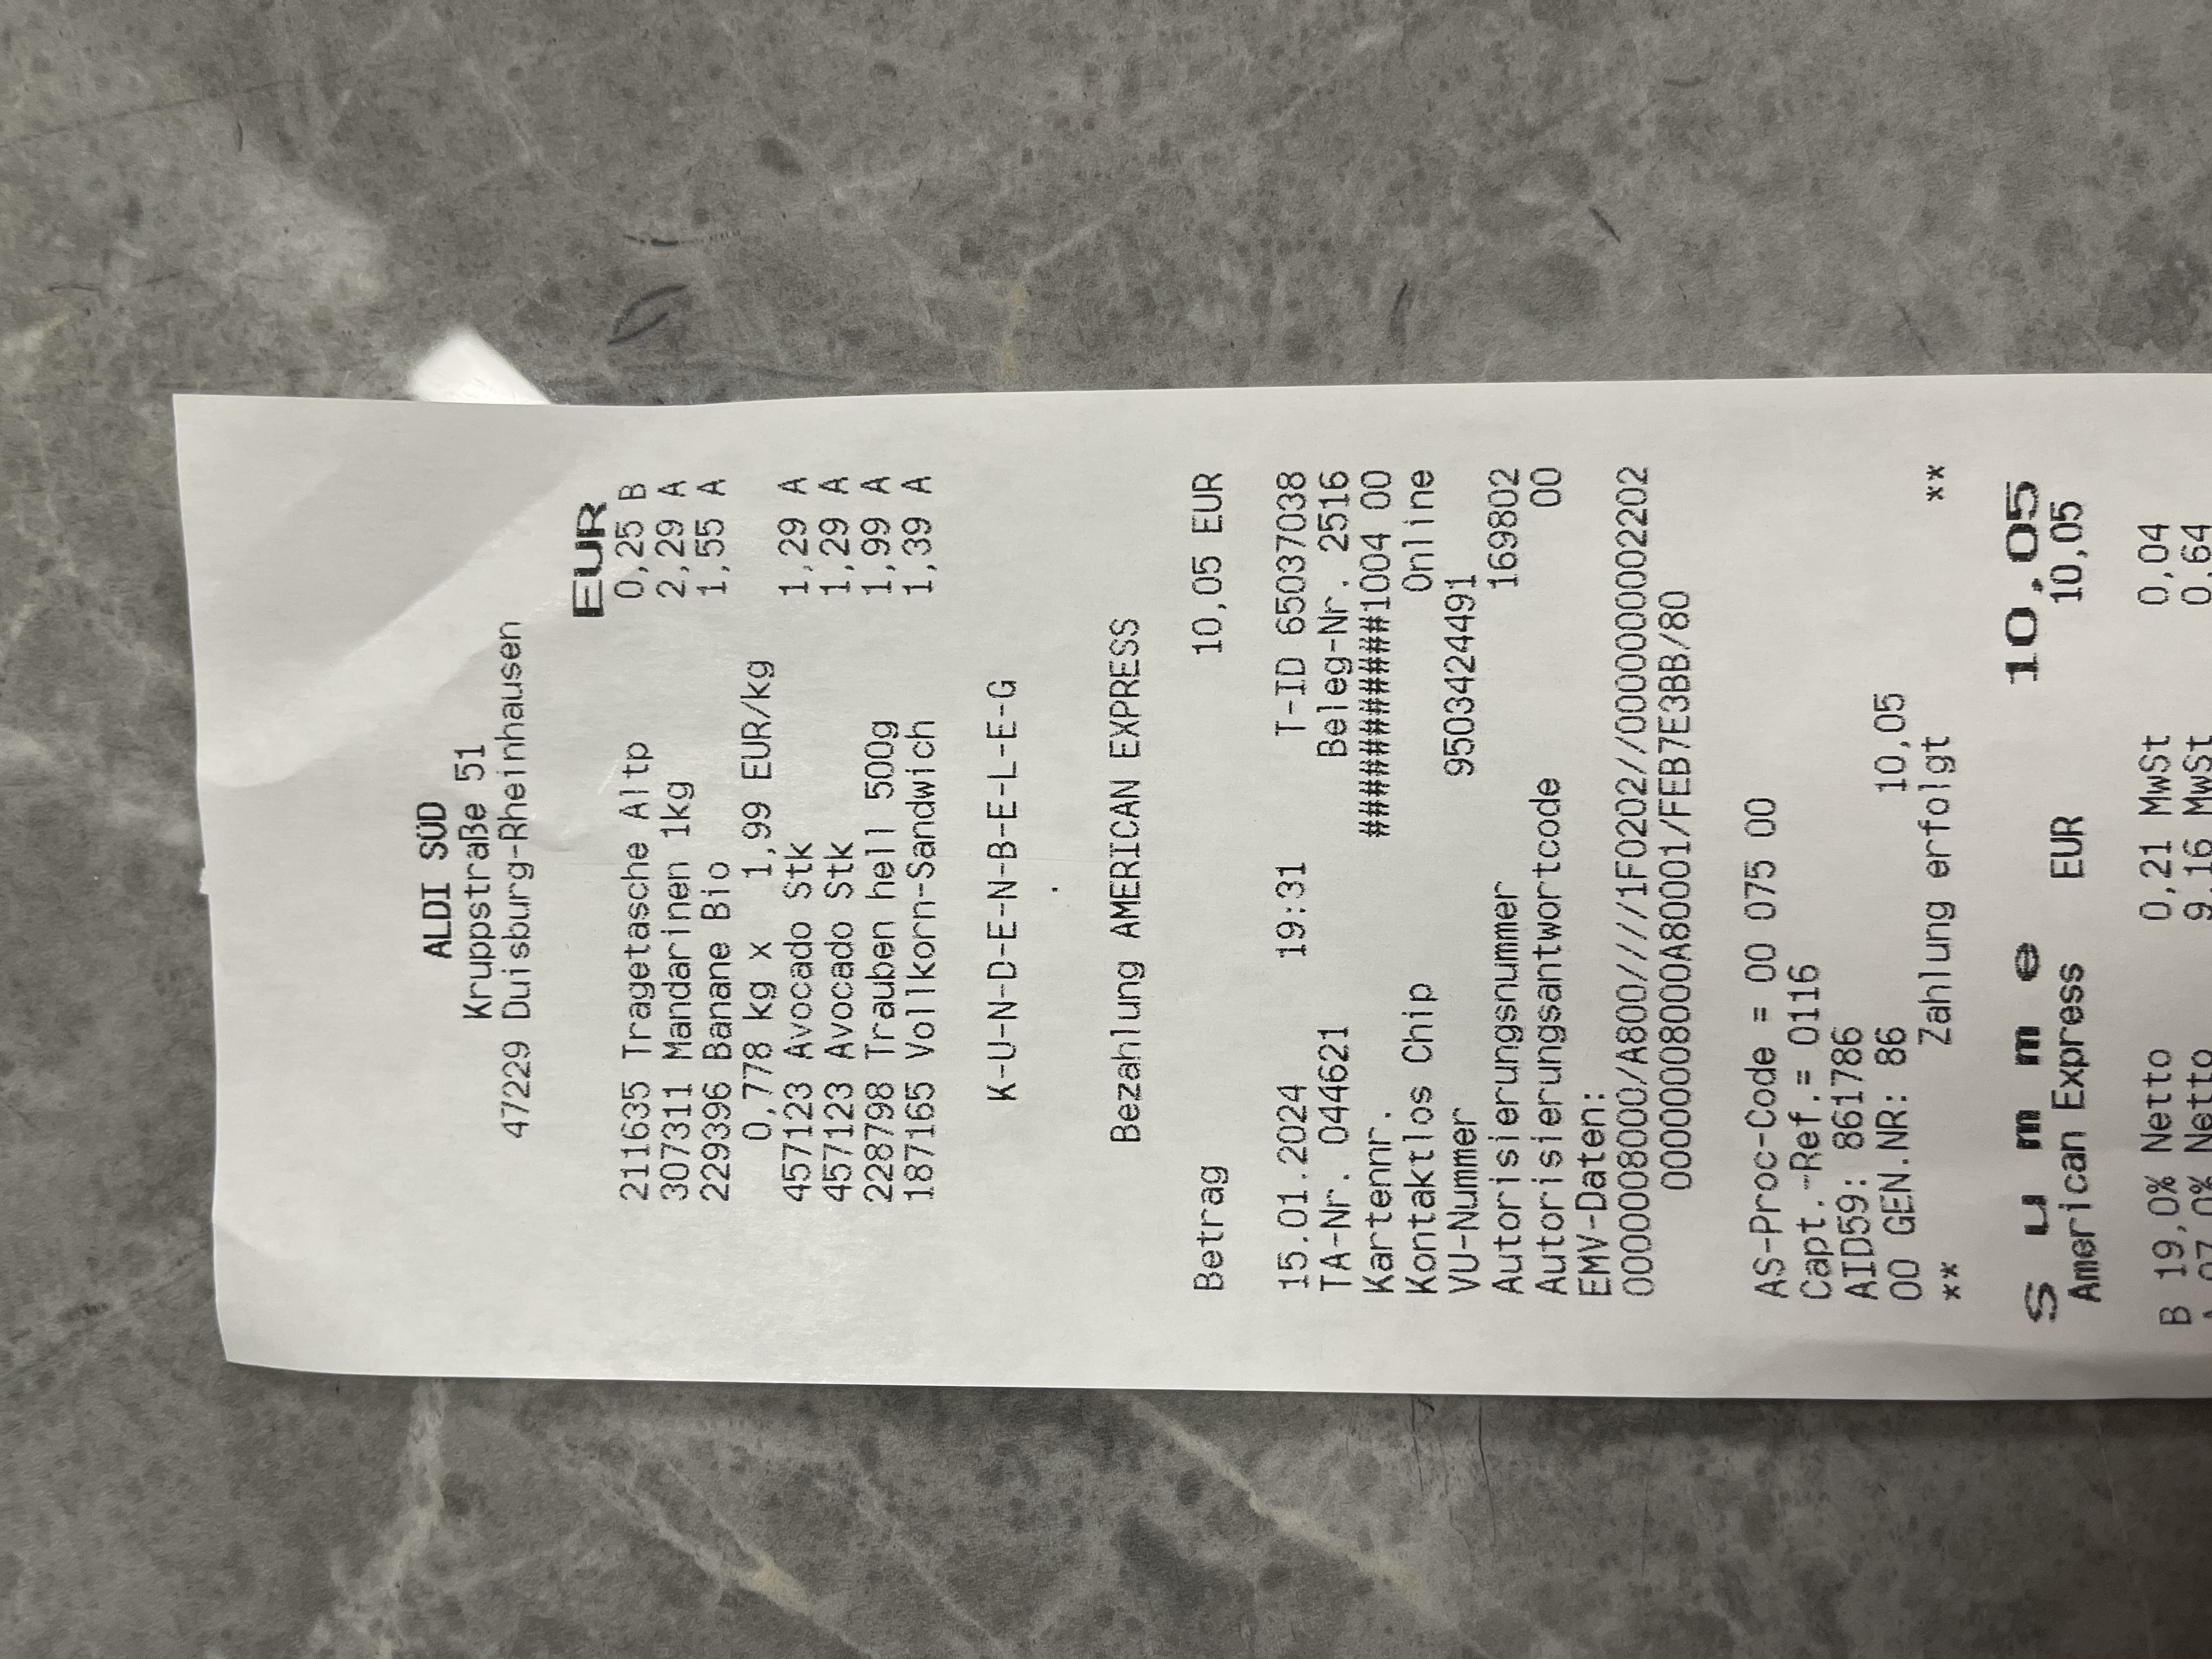 ALDI SÜD
Kruppstraße 51
47229 Duisburg-Rheinhausen
EUR
211635 Tragetasche Altp 0,25 B
307311 Mandarinen 1kg 2,29 A
229396 Banane Bio 1,55 A
0,778 kg x 1,99 EUR/kg
457123 Avocado Stk 1,29 A
457123 Avocado Stk 1,29 A
228798 Trauben hell 500g 1,99 A
187165 Vollkorn-Sandwich 1,39 A
K-U-N-D-E-N-B-E-L-E-G
.
Bezahlung AMERICAN EXPRESS
Betrag 10,05 EUR
15.01.2024 19:31 T-ID 65037038
TA-Nr. 044621 Beleg-Nr. 2516
Kartennr. ###########1004 00
Kontaktlos Chip Online
VU-Nummer 9503424491
Autorisierungsnummer 169802
Autorisierungsantwortcode 00
EMV-Daten:
0000008000/A800////1F0202//0000000002202
00000008000A80001/FEB7E3BB/80
AS-Proc-Code = 00 075 00
Capt.-Ref.= 0116
AID59: 861786
00 GEN.NR: 86 10,05
** Zahlung erfolgt **
Summe 10,05
American Express EUR 10,05
B 19,0% Netto 0,21 MwSt 0,04
A 07,0% Netto 9,16 MwSt 0,64